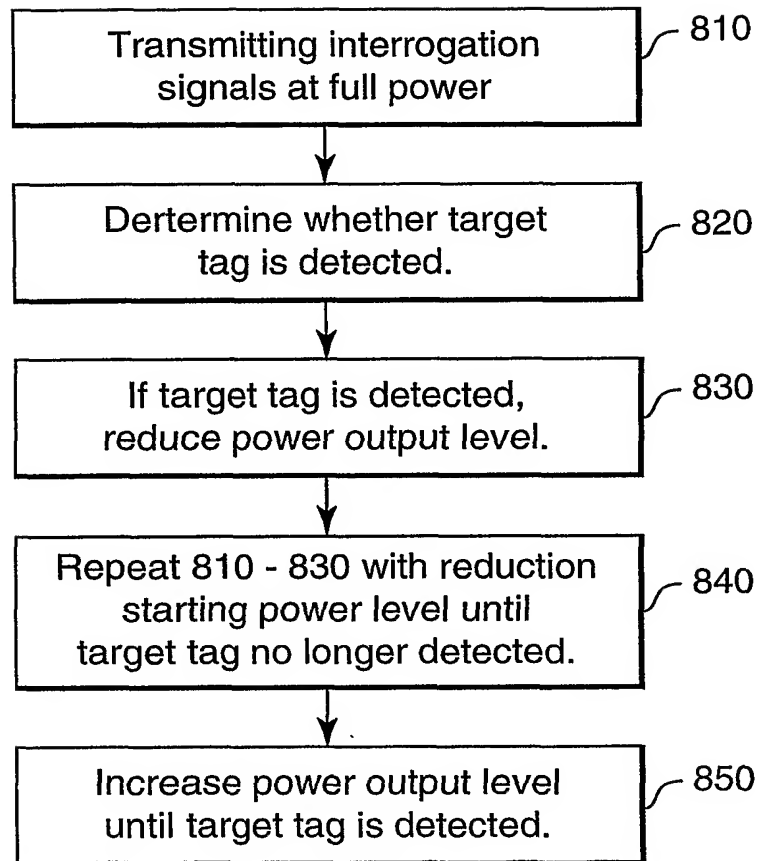 Transmitting interrogation
signals at full power
810
Dertermine whether target
tag is detected.
820
If target tag is detected,
reduce power output level.
830
Repeat 810 - 830 with reduction
starting power level until
target tag no longer detected.
840
Increase power output level
until target tag is detected.
850